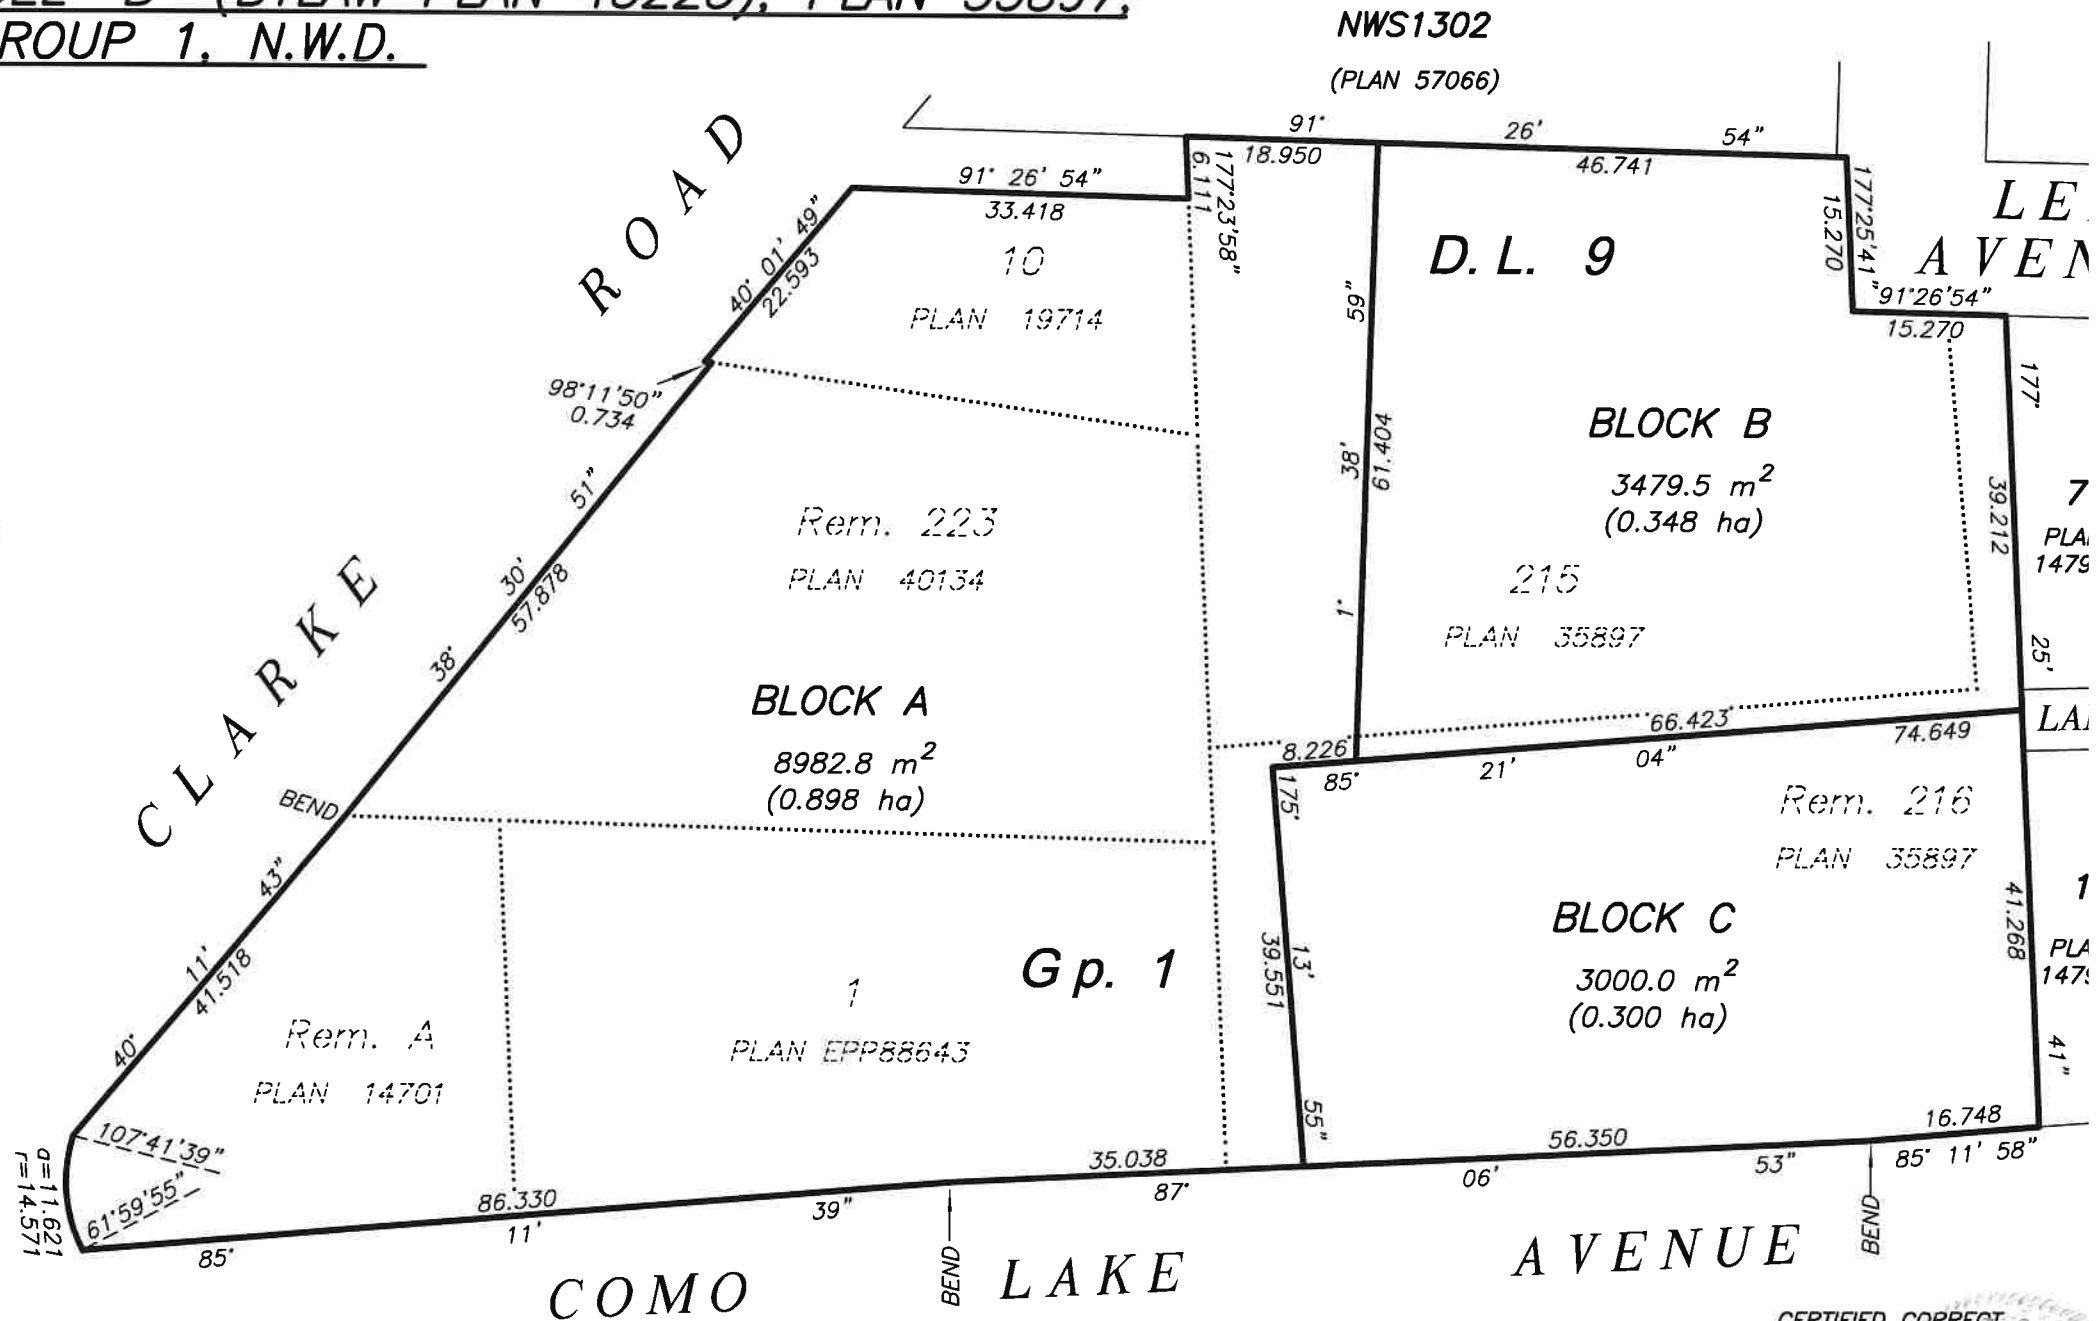 PLAN 35897,
ROUP 1, N.W.D.
NWS1302
(PLAN 57066)
CLARKE ROAD
91° 26' 54"
18.950
46.741
6.111
177°23'58"
91° 26' 54"
33.418
40° 01' 49"
22.593
10
PLAN 19714
98°11'50"
0.734
D.L. 9
177°25'41"
15.270
91°26'54"
15.270
1° 38' 59"
61.404
BLOCK B
3479.5 m²
(0.348 ha)
215
PLAN 35897
177° 25' 41"
39.212
41.268
38° 30' 51"
57.878
Rem. 223
PLAN 40134
BLOCK A
8982.8 m²
(0.898 ha)
BEND
8.226
66.423
74.649
85° 21' 04"
Rem. 216
PLAN 35897
BLOCK C
3000.0 m²
(0.300 ha)
175° 13' 55"
39.551
40° 11' 43"
41.518
Rem. A
PLAN 14701
1
PLAN EPP88643
Gp. 1
107°41'39"
61°59'55"
a=11.621
r=14.571
86.330
85° 11' 39"
35.038
56.350
87° 06' 53"
16.748
85° 11' 58"
BEND
BEND
COMO LAKE AVENUE
CERTIFIED CORRECT